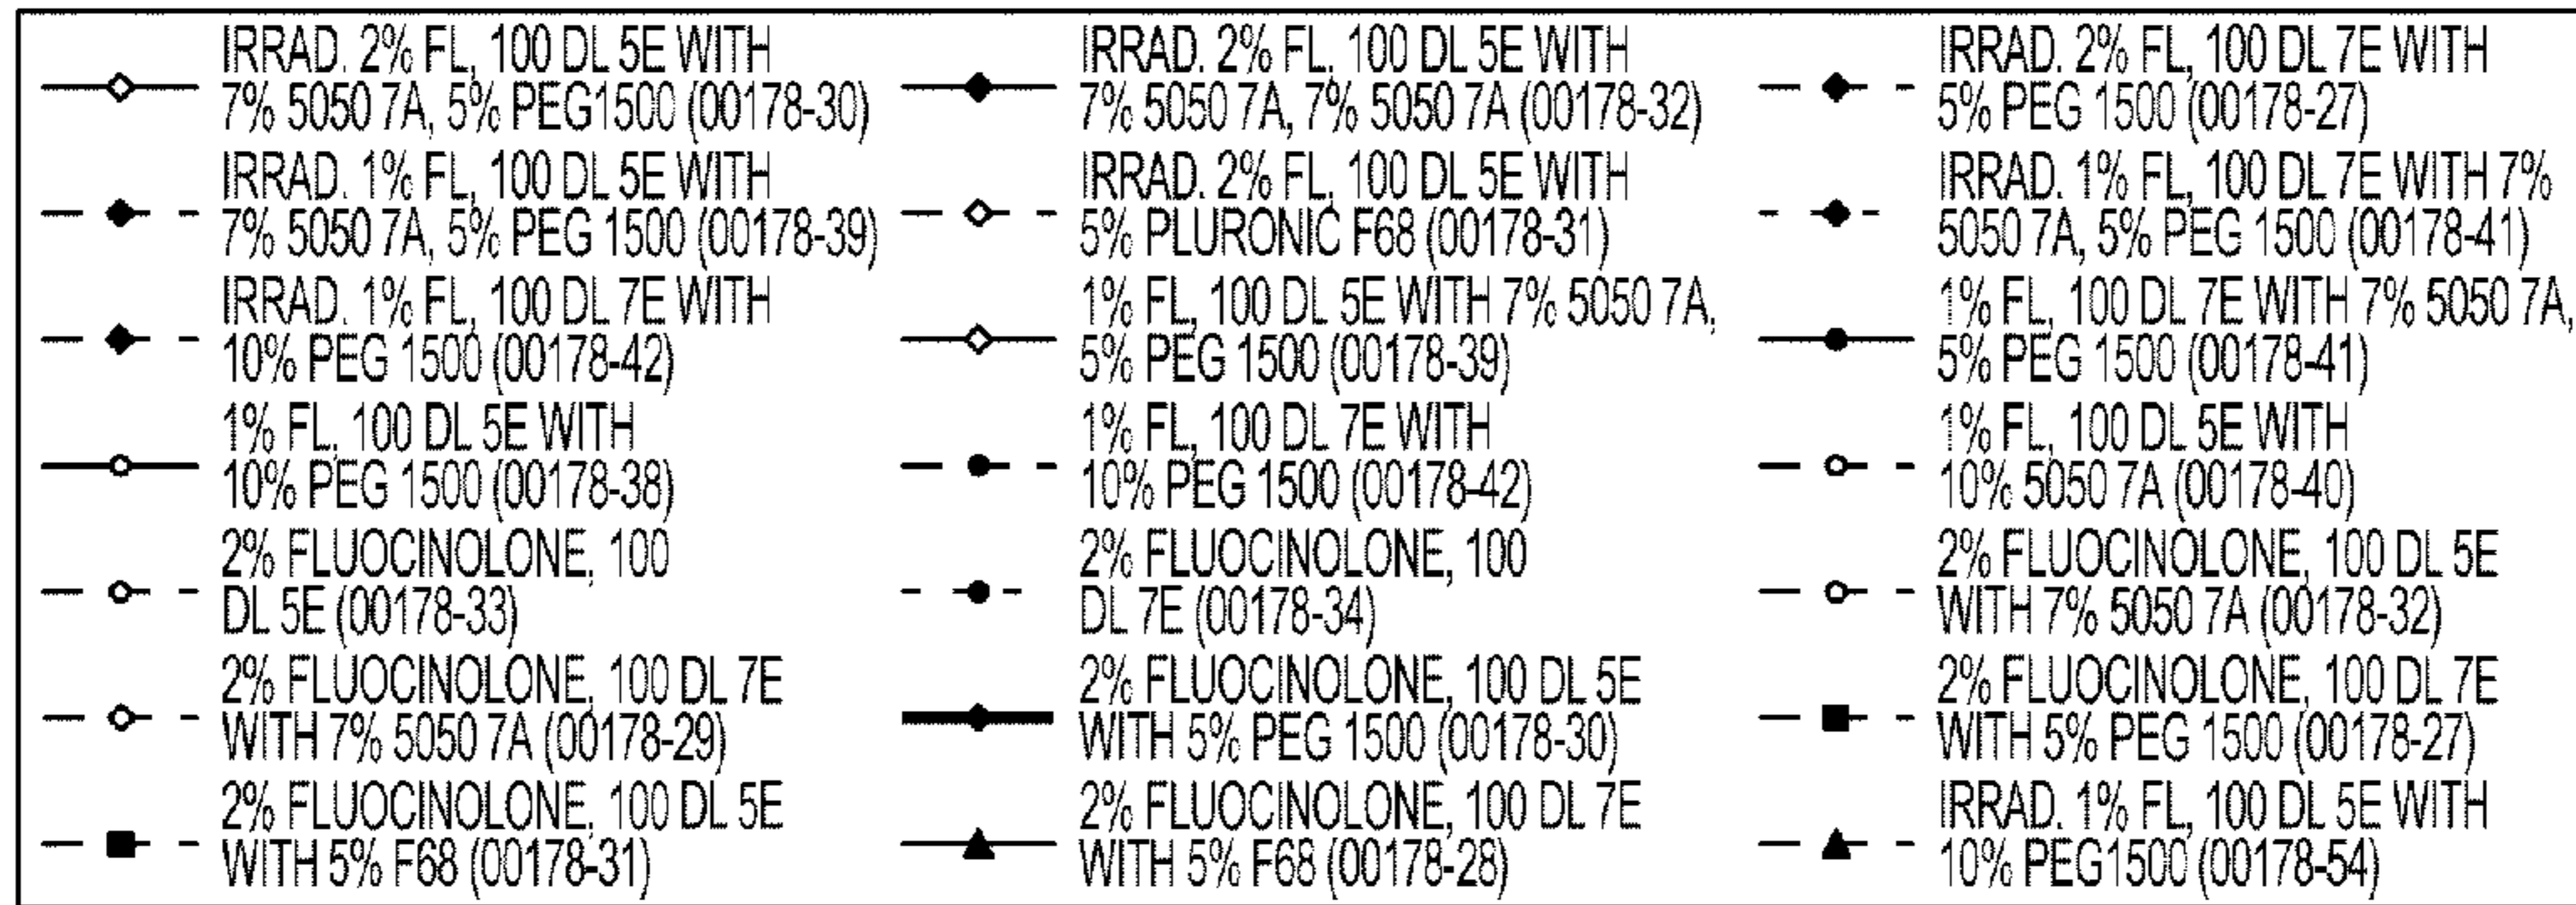 IRRAD. 2% FL, 100 DL 5E WITH
7% 5050 7A, 5% PEG1500 (00178-30)
IRRAD. 2% FL, 100 DL 5E WITH
7% 5050 7A, 7% 5050 7A (00178-32)
IRRAD. 2% FL, 100 DL 7E WITH
5% PEG 1500 (00178-27)
IRRAD. 1% FL, 100 DL 5E WITH
7% 5050 7A, 5% PEG 1500 (00178-39)
IRRAD. 2% FL, 100 DL 5E WITH
5% PLURONIC F68 (00178-31)
IRRAD. 1% FL, 100 DL 7E WITH 7%
5050 7A, 5% PEG 1500 (00178-41)
IRRAD. 1% FL, 100 DL 7E WITH
10% PEG 1500 (00178-42)
1% FL, 100 DL 5E WITH 7% 5050 7A,
5% PEG 1500 (00178-39)
1% FL, 100 DL 7E WITH 7% 5050 7A,
5% PEG 1500 (00178-41)
1% FL, 100 DL 5E WITH
10% PEG 1500 (00178-38)
1% FL, 100 DL 7E WITH
10% PEG 1500 (00178-42)
1% FL, 100 DL 5E WITH
10% 5050 7A (00178-40)
2% FLUOCINOLONE, 100
DL 5E (00178-33)
2% FLUOCINOLONE, 100
DL 7E (00178-34)
2% FLUOCINOLONE, 100 DL 5E
WITH 7% 5050 7A (00178-32)
2% FLUOCINOLONE, 100 DL 7E
WITH 7% 5050 7A (00178-29)
2% FLUOCINOLONE, 100 DL 5E
WITH 5% PEG 1500 (00178-30)
2% FLUOCINOLONE, 100 DL 7E
WITH 5% PEG 1500 (00178-27)
2% FLUOCINOLONE, 100 DL 5E
WITH 5% F68 (00178-31)
2% FLUOCINOLONE, 100 DL 7E
WITH 5% F68 (00178-28)
IRRAD. 1% FL, 100 DL 5E WITH
10% PEG1500 (00178-54)